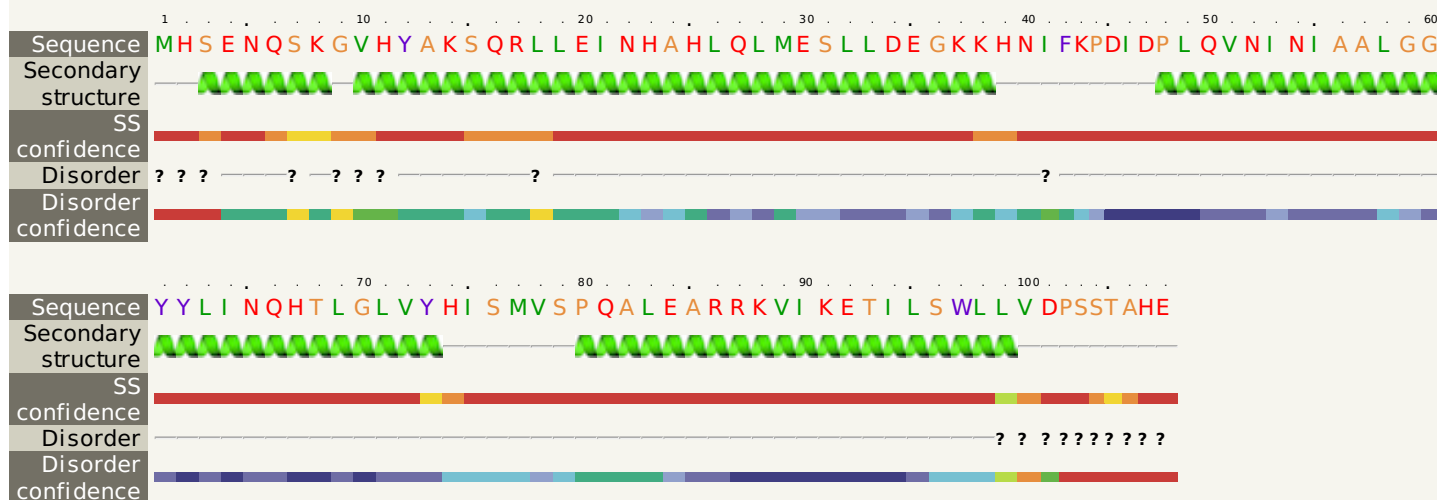 1 10 20 30 40 50 60
Sequence MHSENQSKGVHYAKSQRLLEINHAHLQLMESLLDEGKKHNIFKPDIDPLQVNINIAALGG
Secondary
structure
SS
confidence
Disorder ? ? ? ? ? ? ? ? ?
Disorder
confidence
70 80 90 100
Sequence YYLINQHTLGLVYHISMVSPQALEARRKVIKETILSWLLVDPSSTAHE
Secondary
structure
SS
confidence
Disorder ? ? ? ? ? ? ? ? ? ?
Disorder
confidence